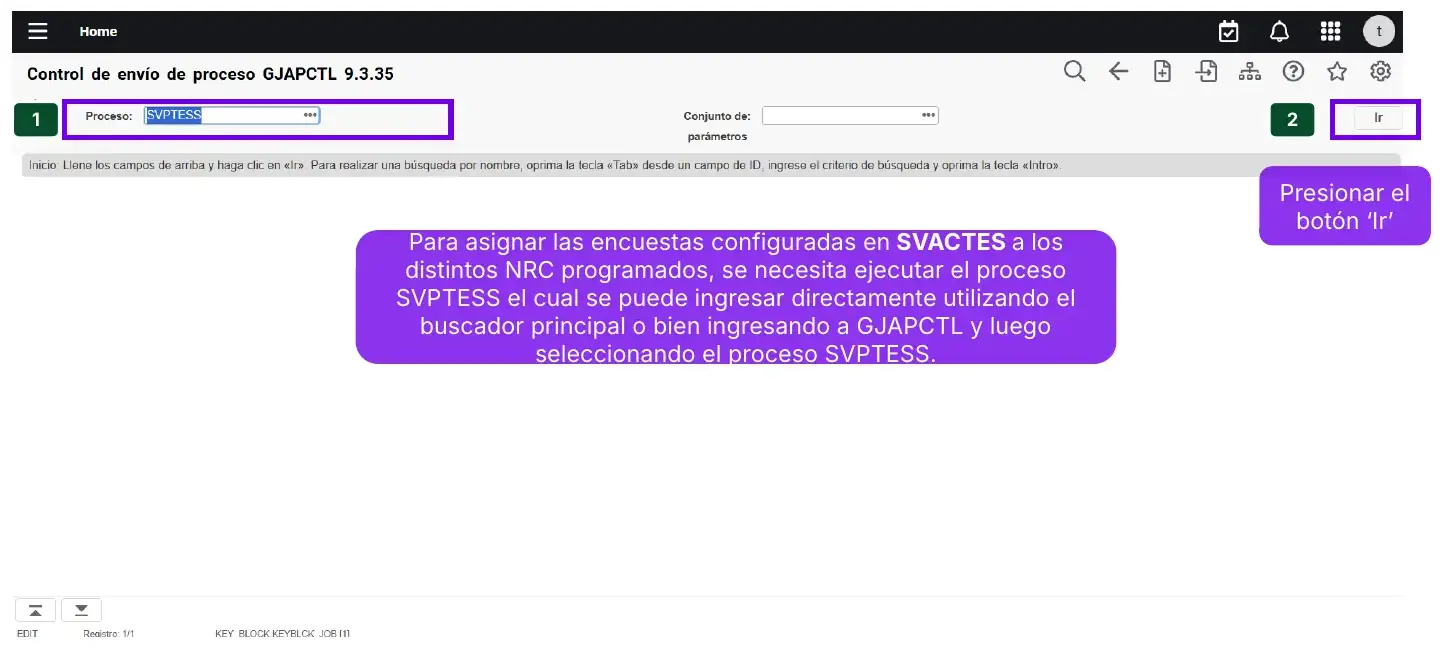 Home
t
Control de envío de proceso GJAPCTL 9.3.35
1
Proceso: SVPTESS
Conjunto de:
parámetros
2
Ir
Inicio: Llene los campos de arriba y haga clic en «Ir». Para realizar una búsqueda por nombre, oprima la tecla «Tab» desde un campo de ID, ingrese el criterio de búsqueda y oprima la tecla «Intro».
Presionar el
botón ‘Ir’
Para asignar las encuestas configuradas en SVACTES a los
distintos NRC programados, se necesita ejecutar el proceso
SVPTESS el cual se puede ingresar directamente utilizando el
buscador principal o bien ingresando a GJAPCTL y luego
seleccionando el proceso SVPTESS.
EDIT
Registro: 1/1
KEY_BLOCK.KEYBLCK_JOB [1]